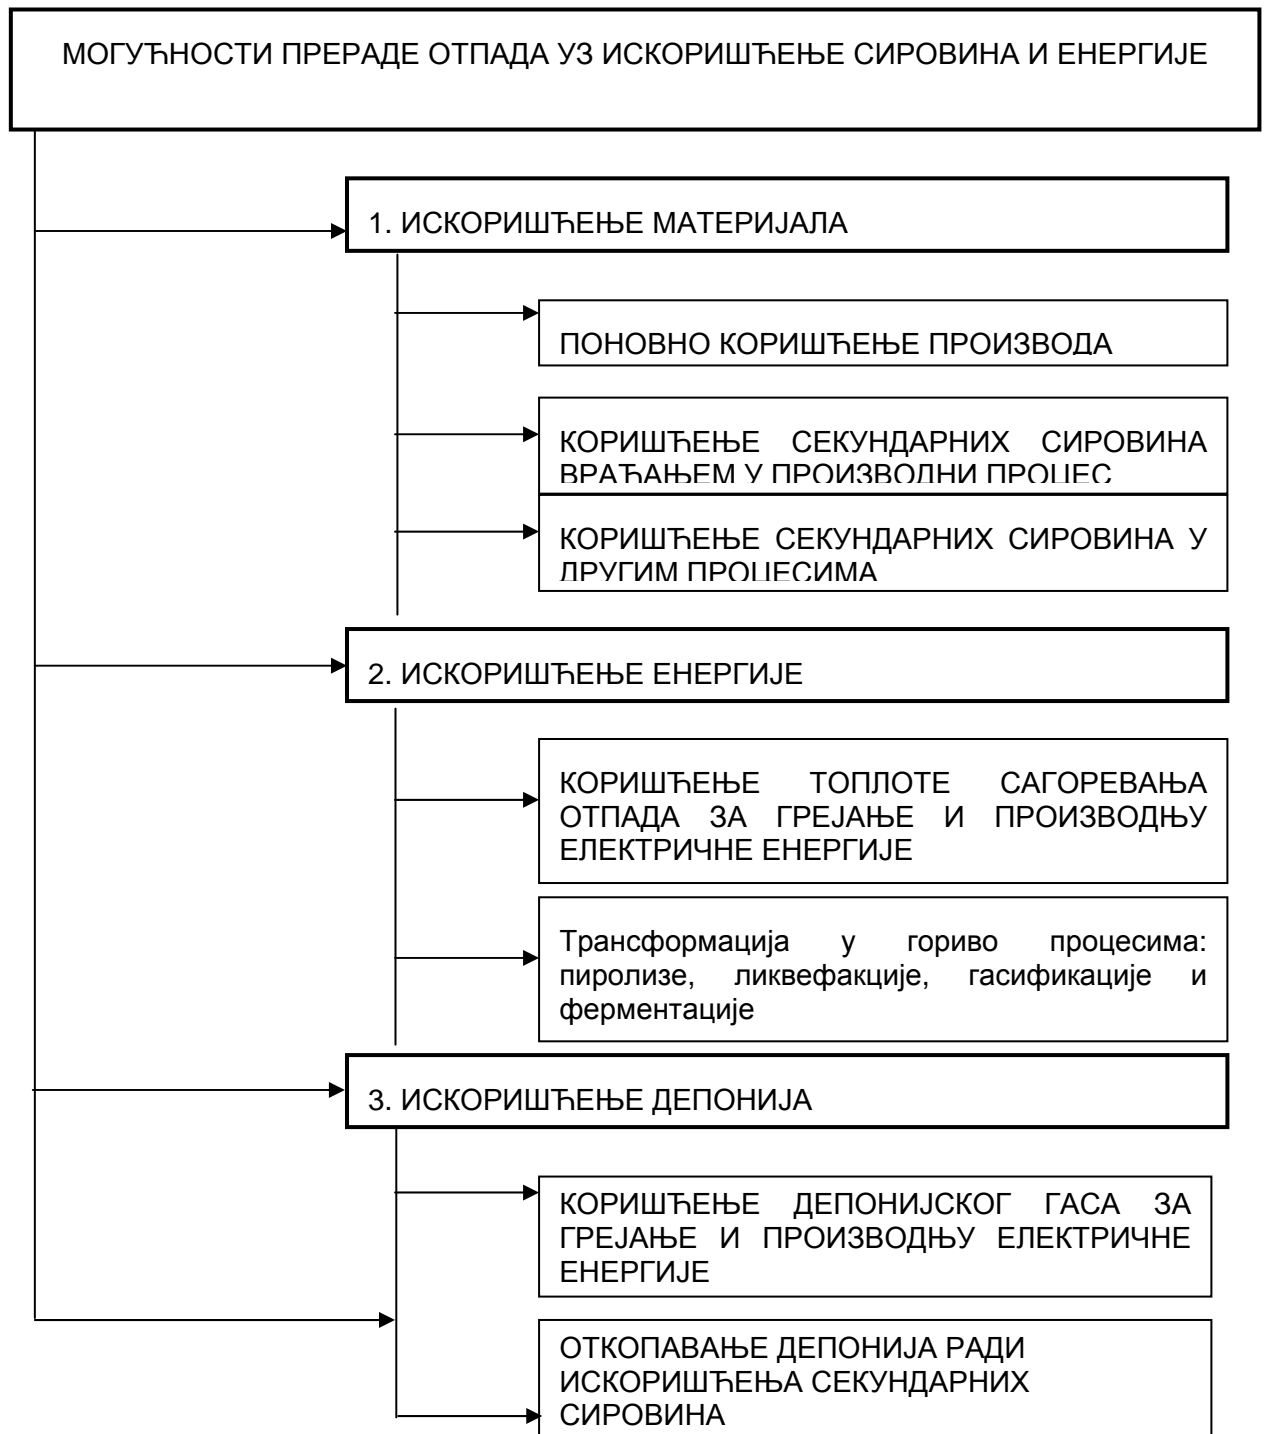 МОГУЋНОСТИ ПРЕРАДЕ ОТПАДА УЗ ИСКОРИШЋЕЊЕ СИРОВИНА И ЕНЕРГИЈЕ
1. ИСКОРИШЋЕЊЕ МАТЕРИЈАЛА
ПОНОВНО КОРИШЋЕЊЕ ПРОИЗВОДА
КОРИШЋЕЊЕ СЕКУНДАРНИХ СИРОВИНА
ВРАЋАЊЕМ У ПРОИЗВОДНИ ПРОЦЕС
КОРИШЋЕЊЕ СЕКУНДАРНИХ СИРОВИНА У
ДРУГИМ ПРОЦЕСИМА
2. ИСКОРИШЋЕЊЕ ЕНЕРГИЈЕ
КОРИШЋЕЊЕ ТОПЛОТЕ САГОРЕВАЊА
ОТПАДА ЗА ГРЕЈАЊЕ И ПРОИЗВОДЊУ
ЕЛЕКТРИЧНЕ ЕНЕРГИЈЕ
Трансформација у гориво процесима:
пиролизе, ликвефакције, гасификације и
ферментације
3. ИСКОРИШЋЕЊЕ ДЕПОНИЈА
КОРИШЋЕЊЕ ДЕПОНИЈСКОГ ГАСА ЗА
ГРЕЈАЊЕ И ПРОИЗВОДЊУ ЕЛЕКТРИЧНЕ
ЕНЕРГИЈЕ
ОТКОПАВАЊЕ ДЕПОНИЈА РАДИ
ИСКОРИШЋЕЊА СЕКУНДАРНИХ
СИРОВИНА